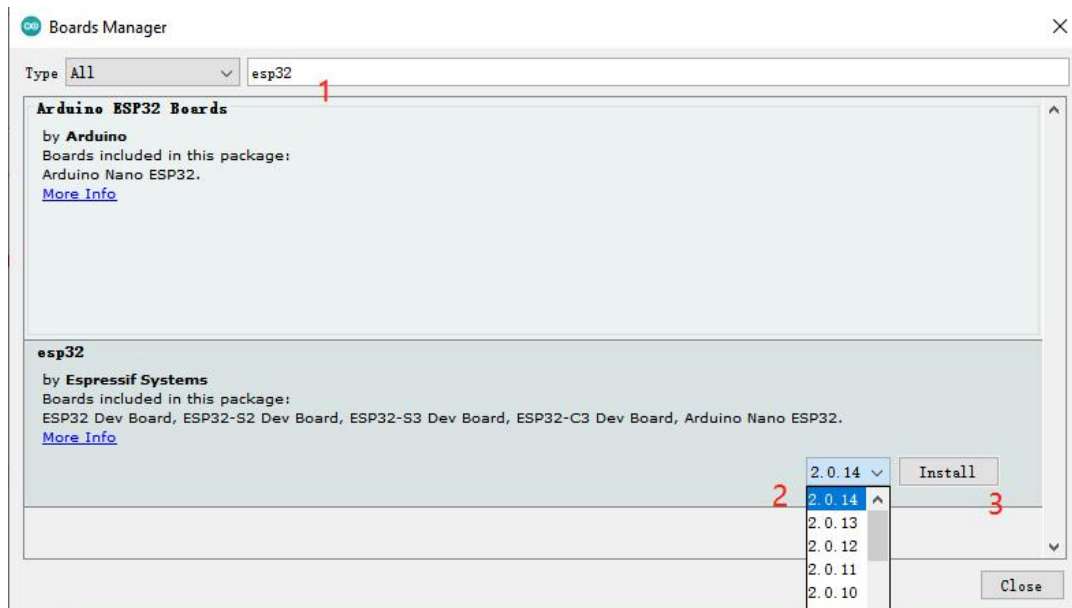 Boards Manager
Type All esp32
1
Arduino ESP32 Boards
by Arduino
Boards included in this package:
Arduino Nano ESP32.
More Info
esp32
by Espressif Systems
Boards included in this package:
ESP32 Dev Board, ESP32-S2 Dev Board, ESP32-S3 Dev Board, ESP32-C3 Dev Board, Arduino Nano ESP32.
More Info
2.0.14 Install
2 2.0.14 3
2.0.13
2.0.12
2.0.11
2.0.10
Close